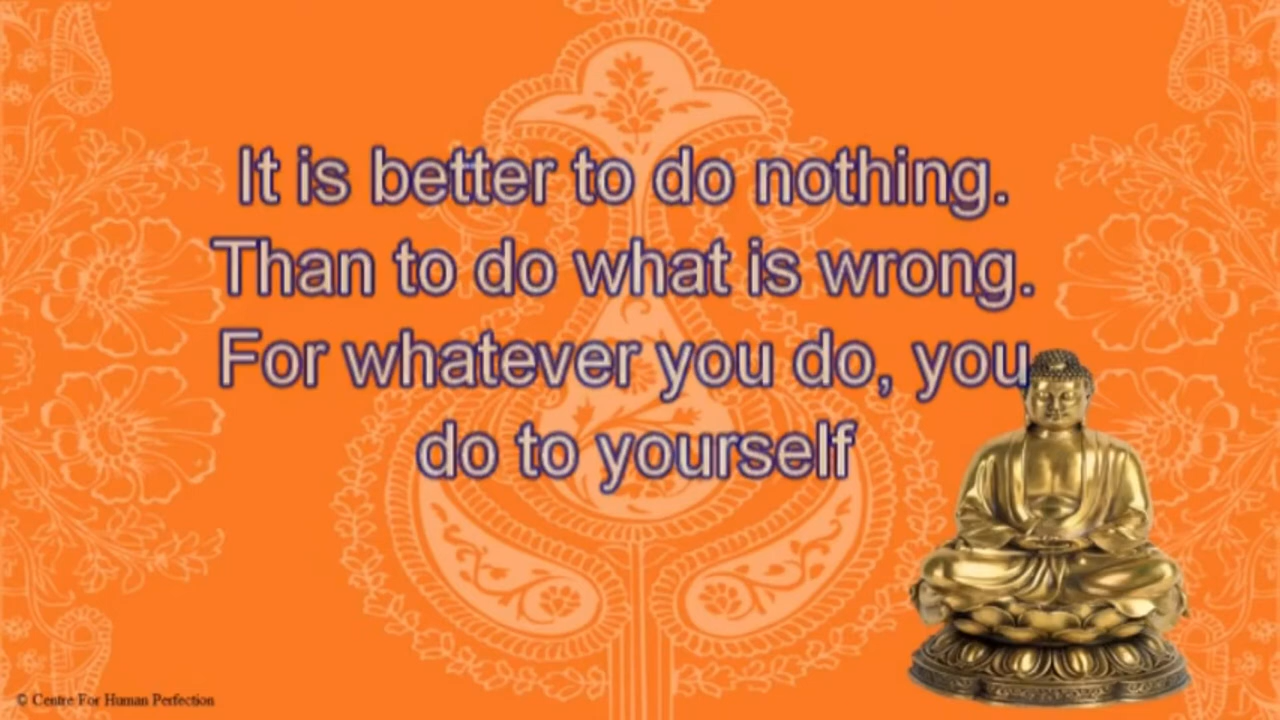 It is better to do nothing.
Than to do what is wrong.
For whatever you do, you
do to yourself
© Centre For Human Perfection